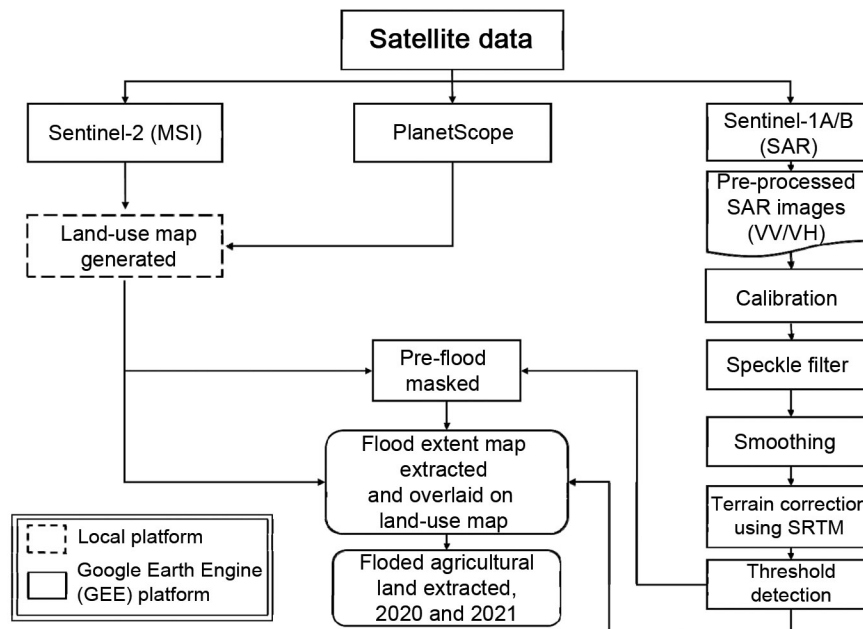 Satellite data
Sentinel-2 (MSI)
PlanetScope
Sentinel-1A/B
(SAR)
Pre-processed
SAR images
(VV/VH)
Land-use map
generated
Calibration
Pre-flood
masked
Speckle filter
Flood extent map
extracted
and overlaid on
land-use map
Smoothing
Terrain correction
using SRTM
Floded agricultural
land extracted,
2020 and 2021
Threshold
detection
Local platform
Google Earth Engine
(GEE) platform